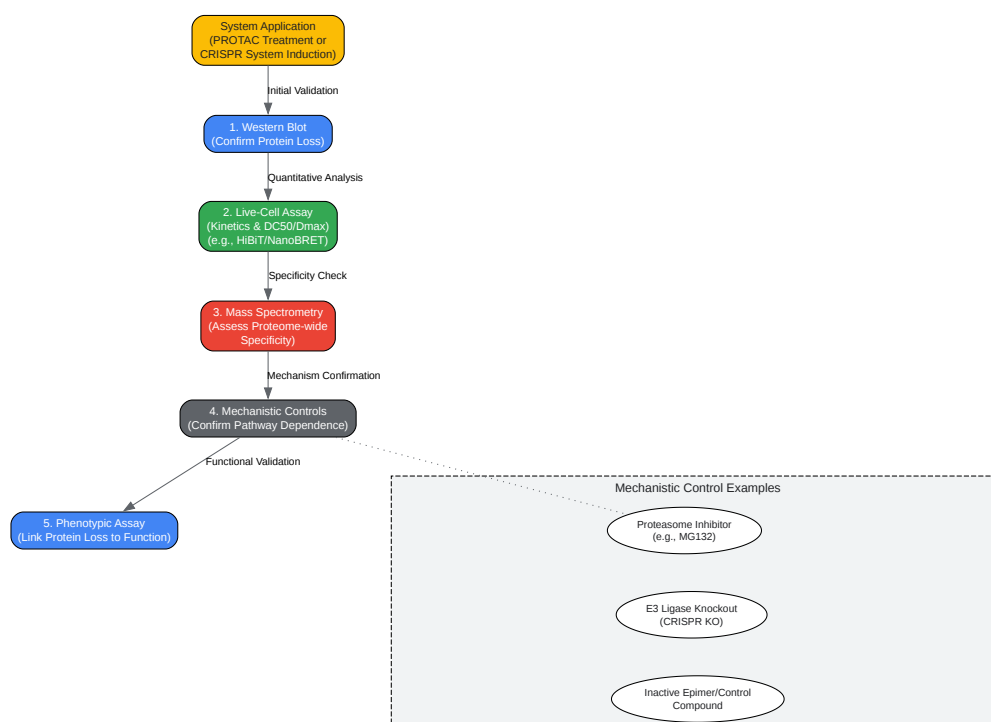 System Application
(PROTAC Treatment or
CRISPR System Induction)
Initial Validation
1. Western Blot
(Confirm Protein Loss)
Quantitative Analysis
2. Live-Cell Assay
(Kinetics & DC50/Dmax)
(e.g., HiBiT/NanoBRET)
Specificity Check
3. Mass Spectrometry
(Assess Proteome-wide
Specificity)
Mechanism Confirmation
4. Mechanistic Controls
(Confirm Pathway Dependence)
Functional Validation
5. Phenotypic Assay
(Link Protein Loss to Function)
Mechanistic Control Examples
Proteasome Inhibitor
(e.g., MG132)
E3 Ligase Knockout
(CRISPR KO)
Inactive Epimer/Control
Compound